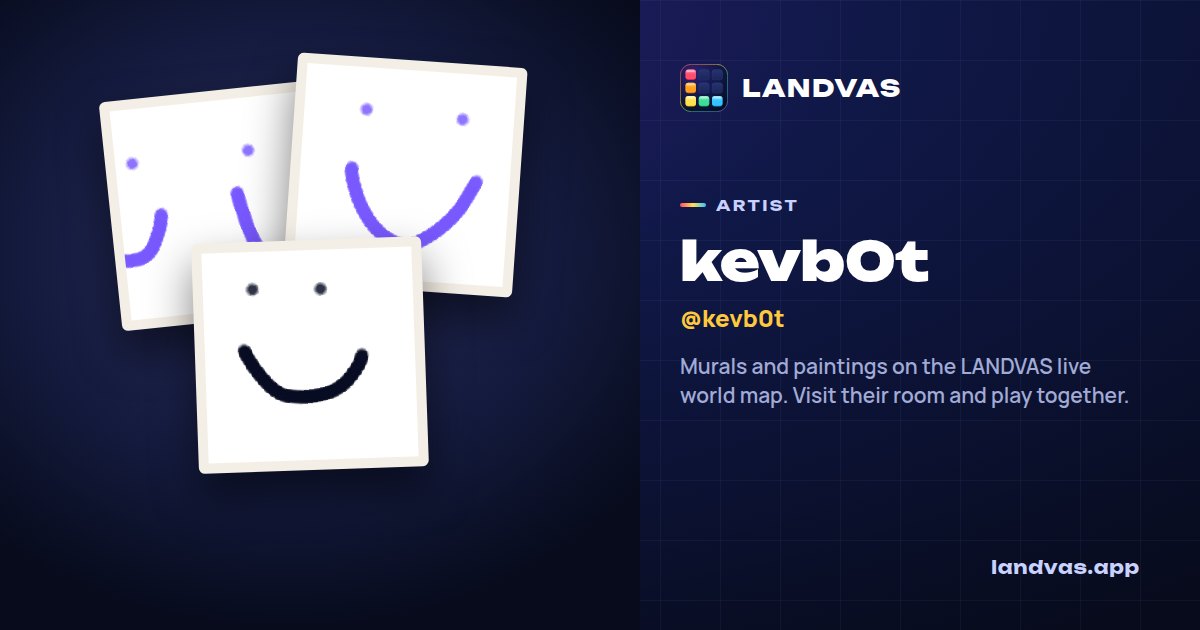 LANDVAS
ARTIST
kevb0t
@kevb0t
Murals and paintings on the LANDVAS live
world map. Visit their room and play together.
landvas.app